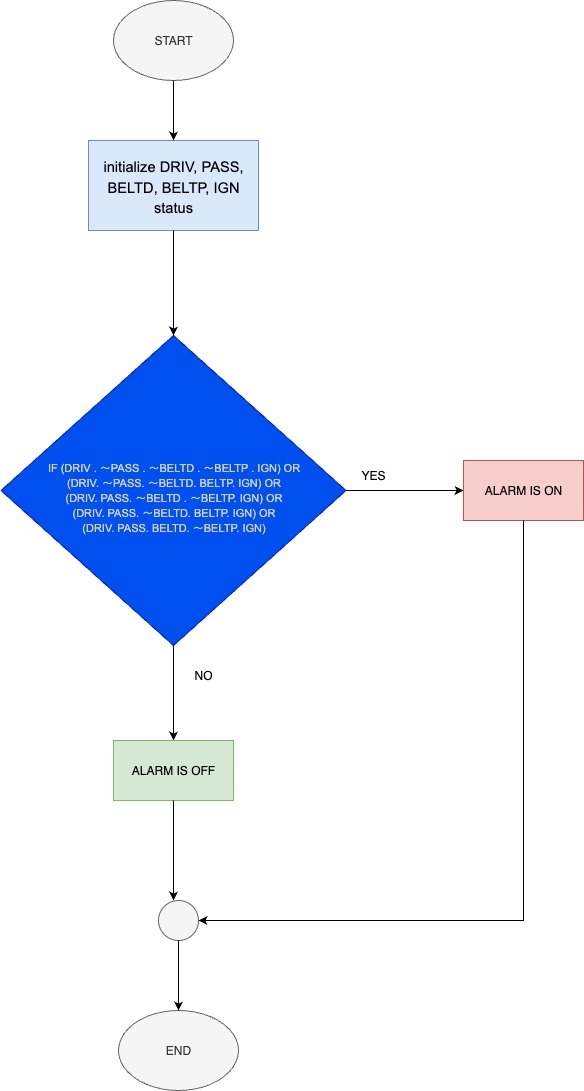 START
initialize DRIV, PASS,
BELTD, BELTP, IGN
status
IF (DRIV . ~PASS . ~BELTD . ~BELTP . IGN) OR
(DRIV. ~PASS. ~BELTD. BELTP. IGN) OR
(DRIV. PASS. ~BELTD . ~BELTP. IGN) OR
(DRIV. PASS. ~BELTD. BELTP. IGN) OR
(DRIV. PASS. BELTD. ~BELTP. IGN)
YES
ALARM IS ON
NO
ALARM IS OFF
END